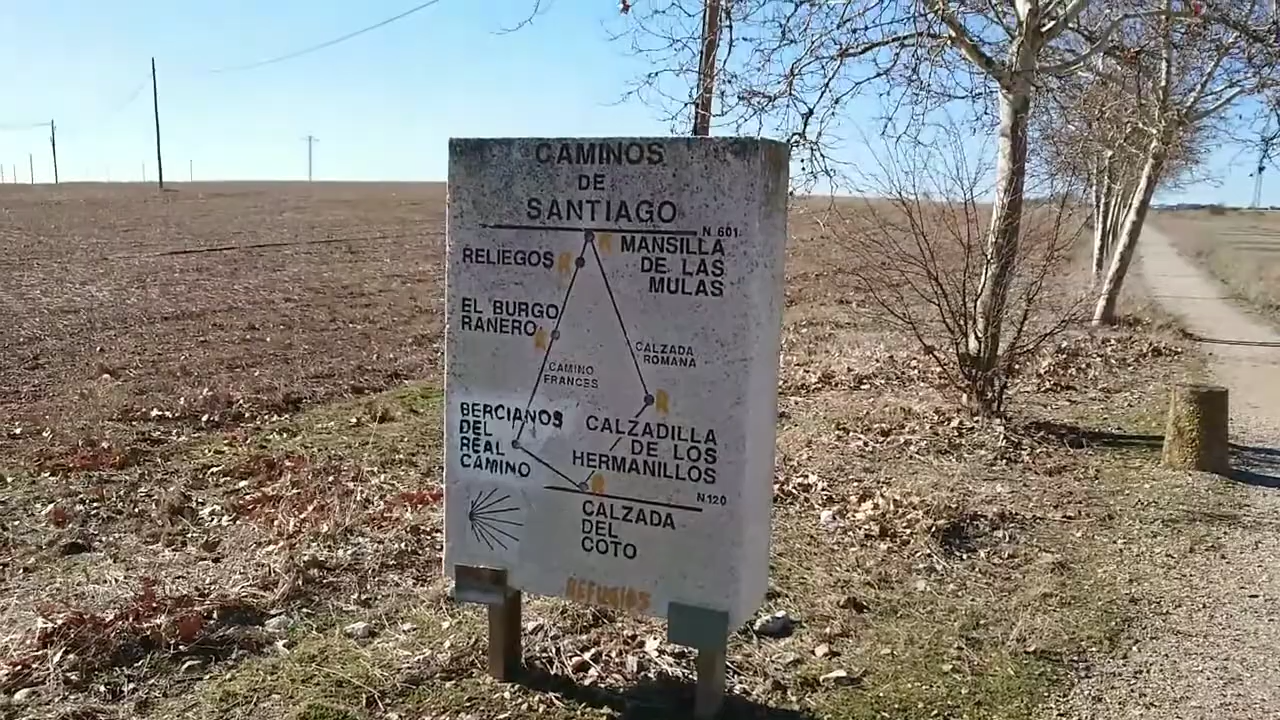 CAMINOS
DE
SANTIAGO
N 601
R
MANSILLA
DE LAS
MULAS
RELIEGOS
R
EL BURGO
RANERO
R
CALZADA
ROMANA
CAMINO
FRANCES
R
BERCIANOS
DEL
REAL
CAMINO
CALZADILLA
DE LOS
HERMANILLOS
R
N120
CALZADA
DEL
COTO
REFUGIOS